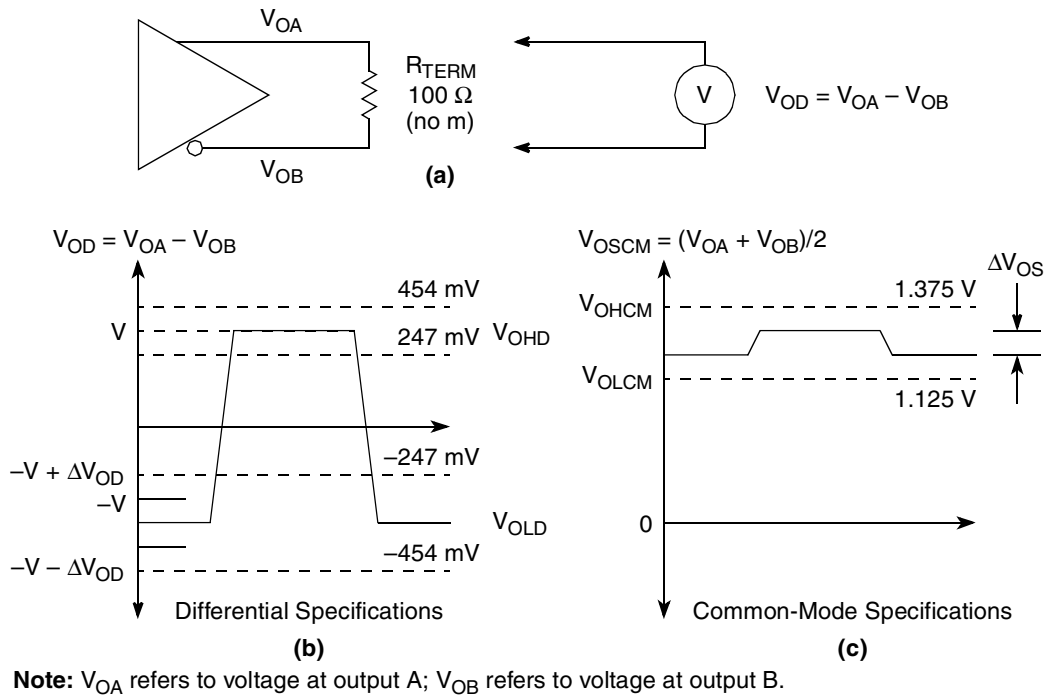 V_OA
R_TERM
100 Ω
(no m)
V_OB
(a)
V
V_OD = V_OA – V_OB
V_OD = V_OA – V_OB
454 mV
V
247 mV
V_OHD
–247 mV
–V + ΔV_OD
–V
V_OLD
–454 mV
–V – ΔV_OD
Differential Specifications
(b)
V_OSCM = (V_OA + V_OB)/2
ΔV_OS
1.375 V
V_OHCM
V_OLCM
1.125 V
0
Common-Mode Specifications
(c)
Note: V_OA refers to voltage at output A; V_OB refers to voltage at output B.